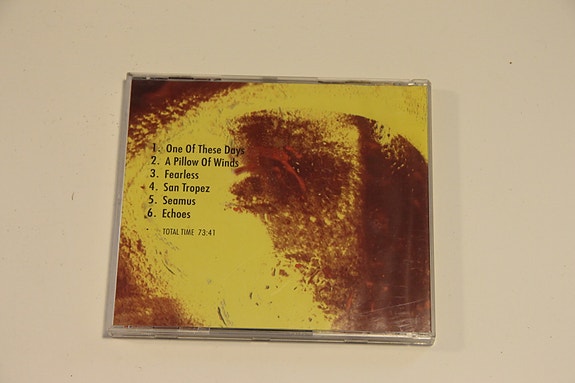 1. One Of These Days
2. A Pillow Of Winds
3. Fearless
4. San Tropez
5. Seamus
6. Echoes
TOTAL TIME 73:41